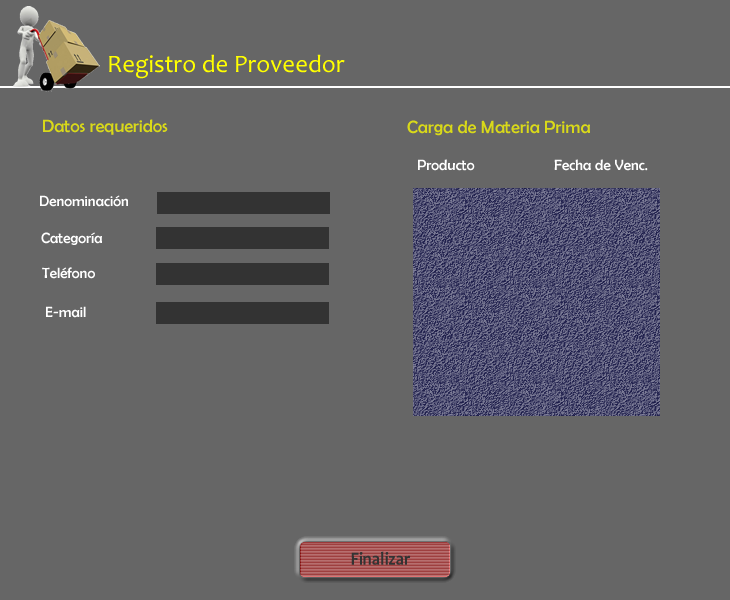 Registro de Proveedor
Datos requeridos
Denominación
Categoría
Teléfono
E-mail
Carga de Materia Prima
Producto Fecha de Venc.
Finalizar